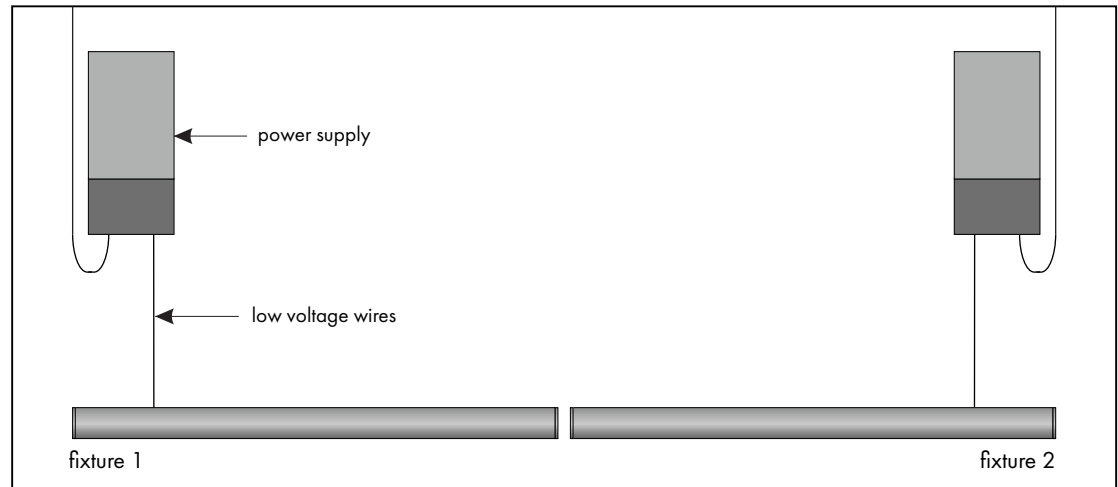 power supply
low voltage wires
fixture 1
fixture 2